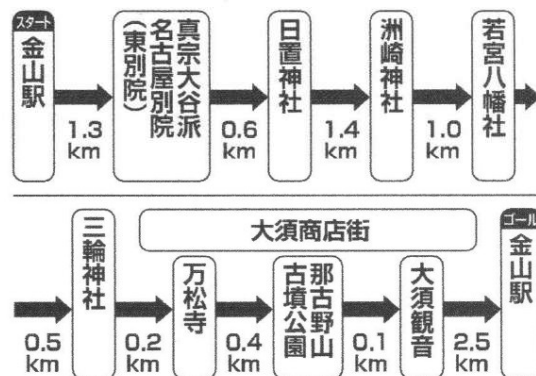 スタート
金山駅
1.3
km
真宗大谷派
名古屋別院
（東別院）
0.6
km
日置神社
1.4
km
洲崎神社
1.0
km
若宮八幡社
0.5
km
三輪神社
0.2
km
大須商店街
万松寺
0.4
km
那古野山
古墳公園
0.1
km
大須観音
2.5
km
ゴール
金山駅